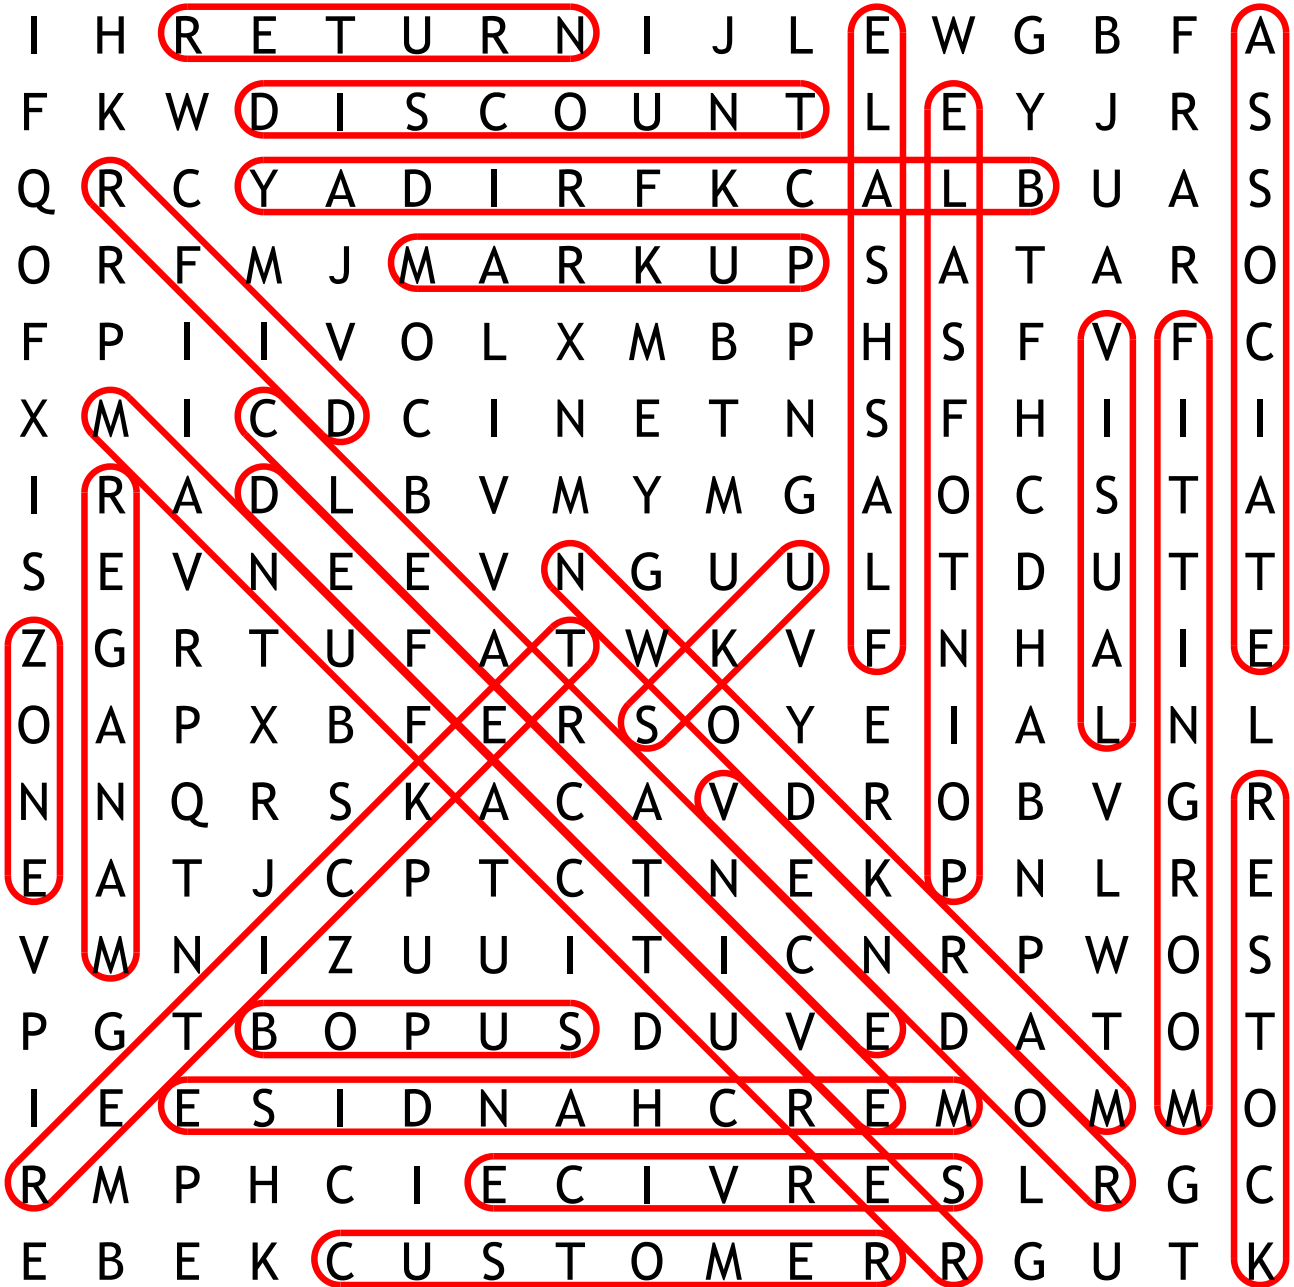 I H R E T U R N I J L E W G B F A
F K W D I S C O U N T L E Y J R S
Q R C Y A D I R F K C A L B U A S
O R F M J M A R K U P S A T A R O
F P I I V O L X M B P H S F V F C
X M I C D C I N E T N S F H I I I
I R A D L B V M Y M G A O C S T A
S E V N E E V N G U U L T D U T T
Z G R T U F A T W K V F N H A I E
O A P X B F E R S O Y E I A L N L
N N Q R S K A C A V D R O B V G R
E A T J C P T C T N E K P N L R E
V M N I Z U U I T I C N R P W O S
P G T B O P U S D U V E D A T O T
I E E S I D N A H C R E M O M M O
R M P H C I E C I V R E S L R G C
E B E K C U S T O M E R R G U T K